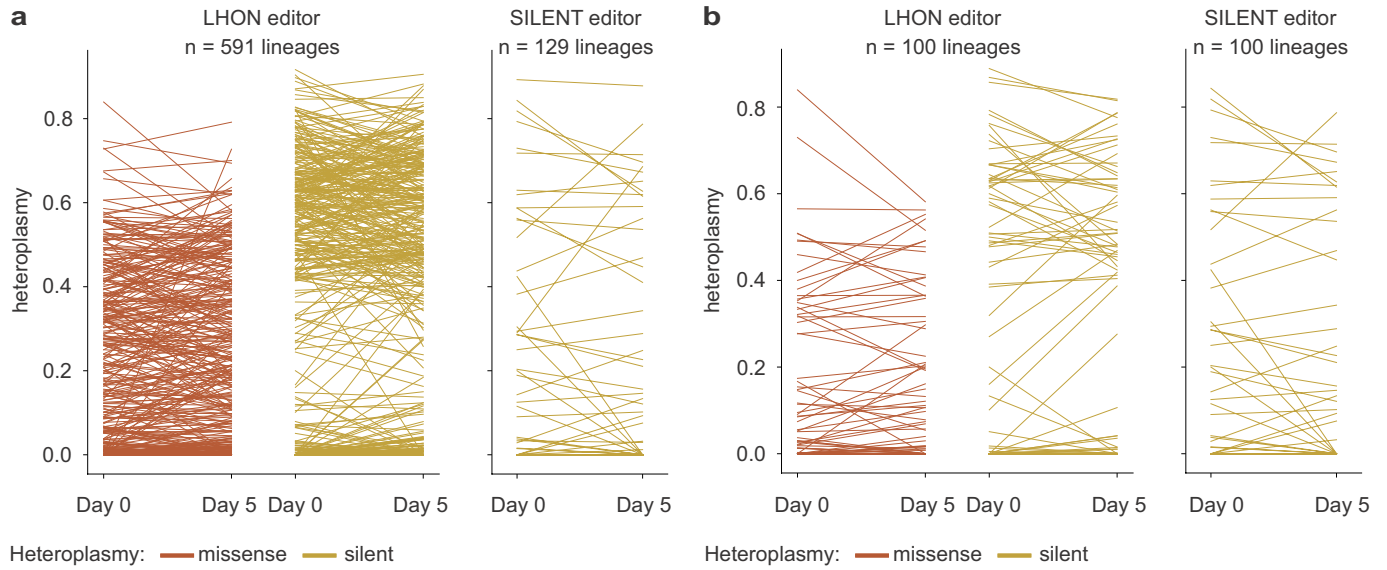 a
LHON editor
n = 591 lineages
SILENT editor
n = 129 lineages
heteroplasmy
0.8
0.6
0.4
0.2
0.0
Day 0
Day 5
Day 0
Day 5
Day 0
Day 5
Heteroplasmy: missense silent
b
LHON editor
n = 100 lineages
SILENT editor
n = 100 lineages
heteroplasmy
0.8
0.6
0.4
0.2
0.0
Day 0
Day 5
Day 0
Day 5
Day 0
Day 5
Heteroplasmy: missense silent